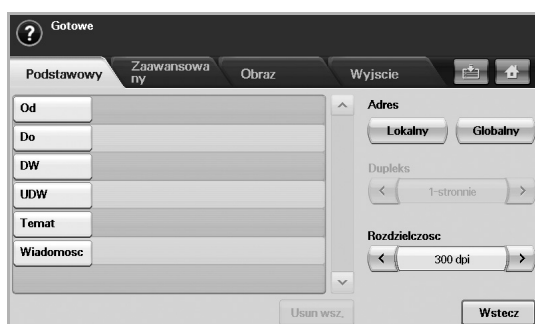 Gotowe
Podstawowy
Zaawansowa
ny
Obraz
Wyjscie
Od
Do
DW
UDW
Temat
Wiadomosc
Adres
Lokalny
Globalny
Dupleks
1-stronnie
Rozdzielczosc
300 dpi
Usun wsz.
Wstecz